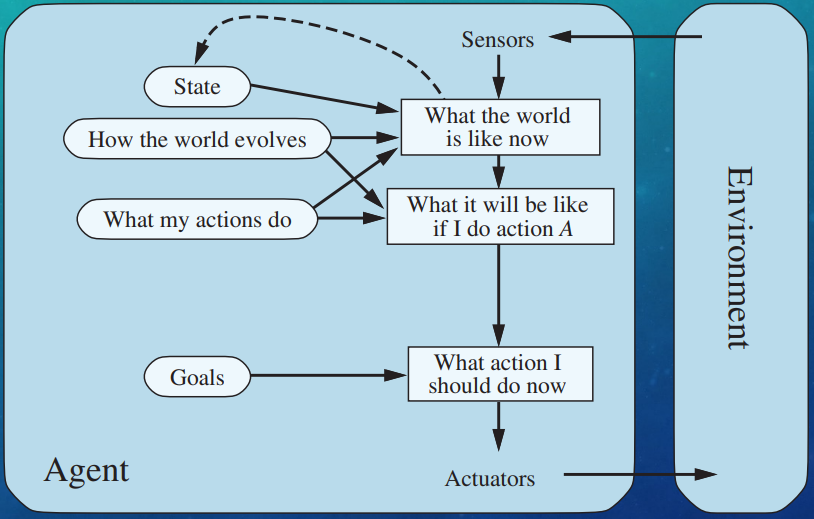 Sensors
State
What the world
is like now
How the world evolves
What my actions do
What it will be like
if I do action A
Environment
Goals
What action I
should do now
Agent
Actuators